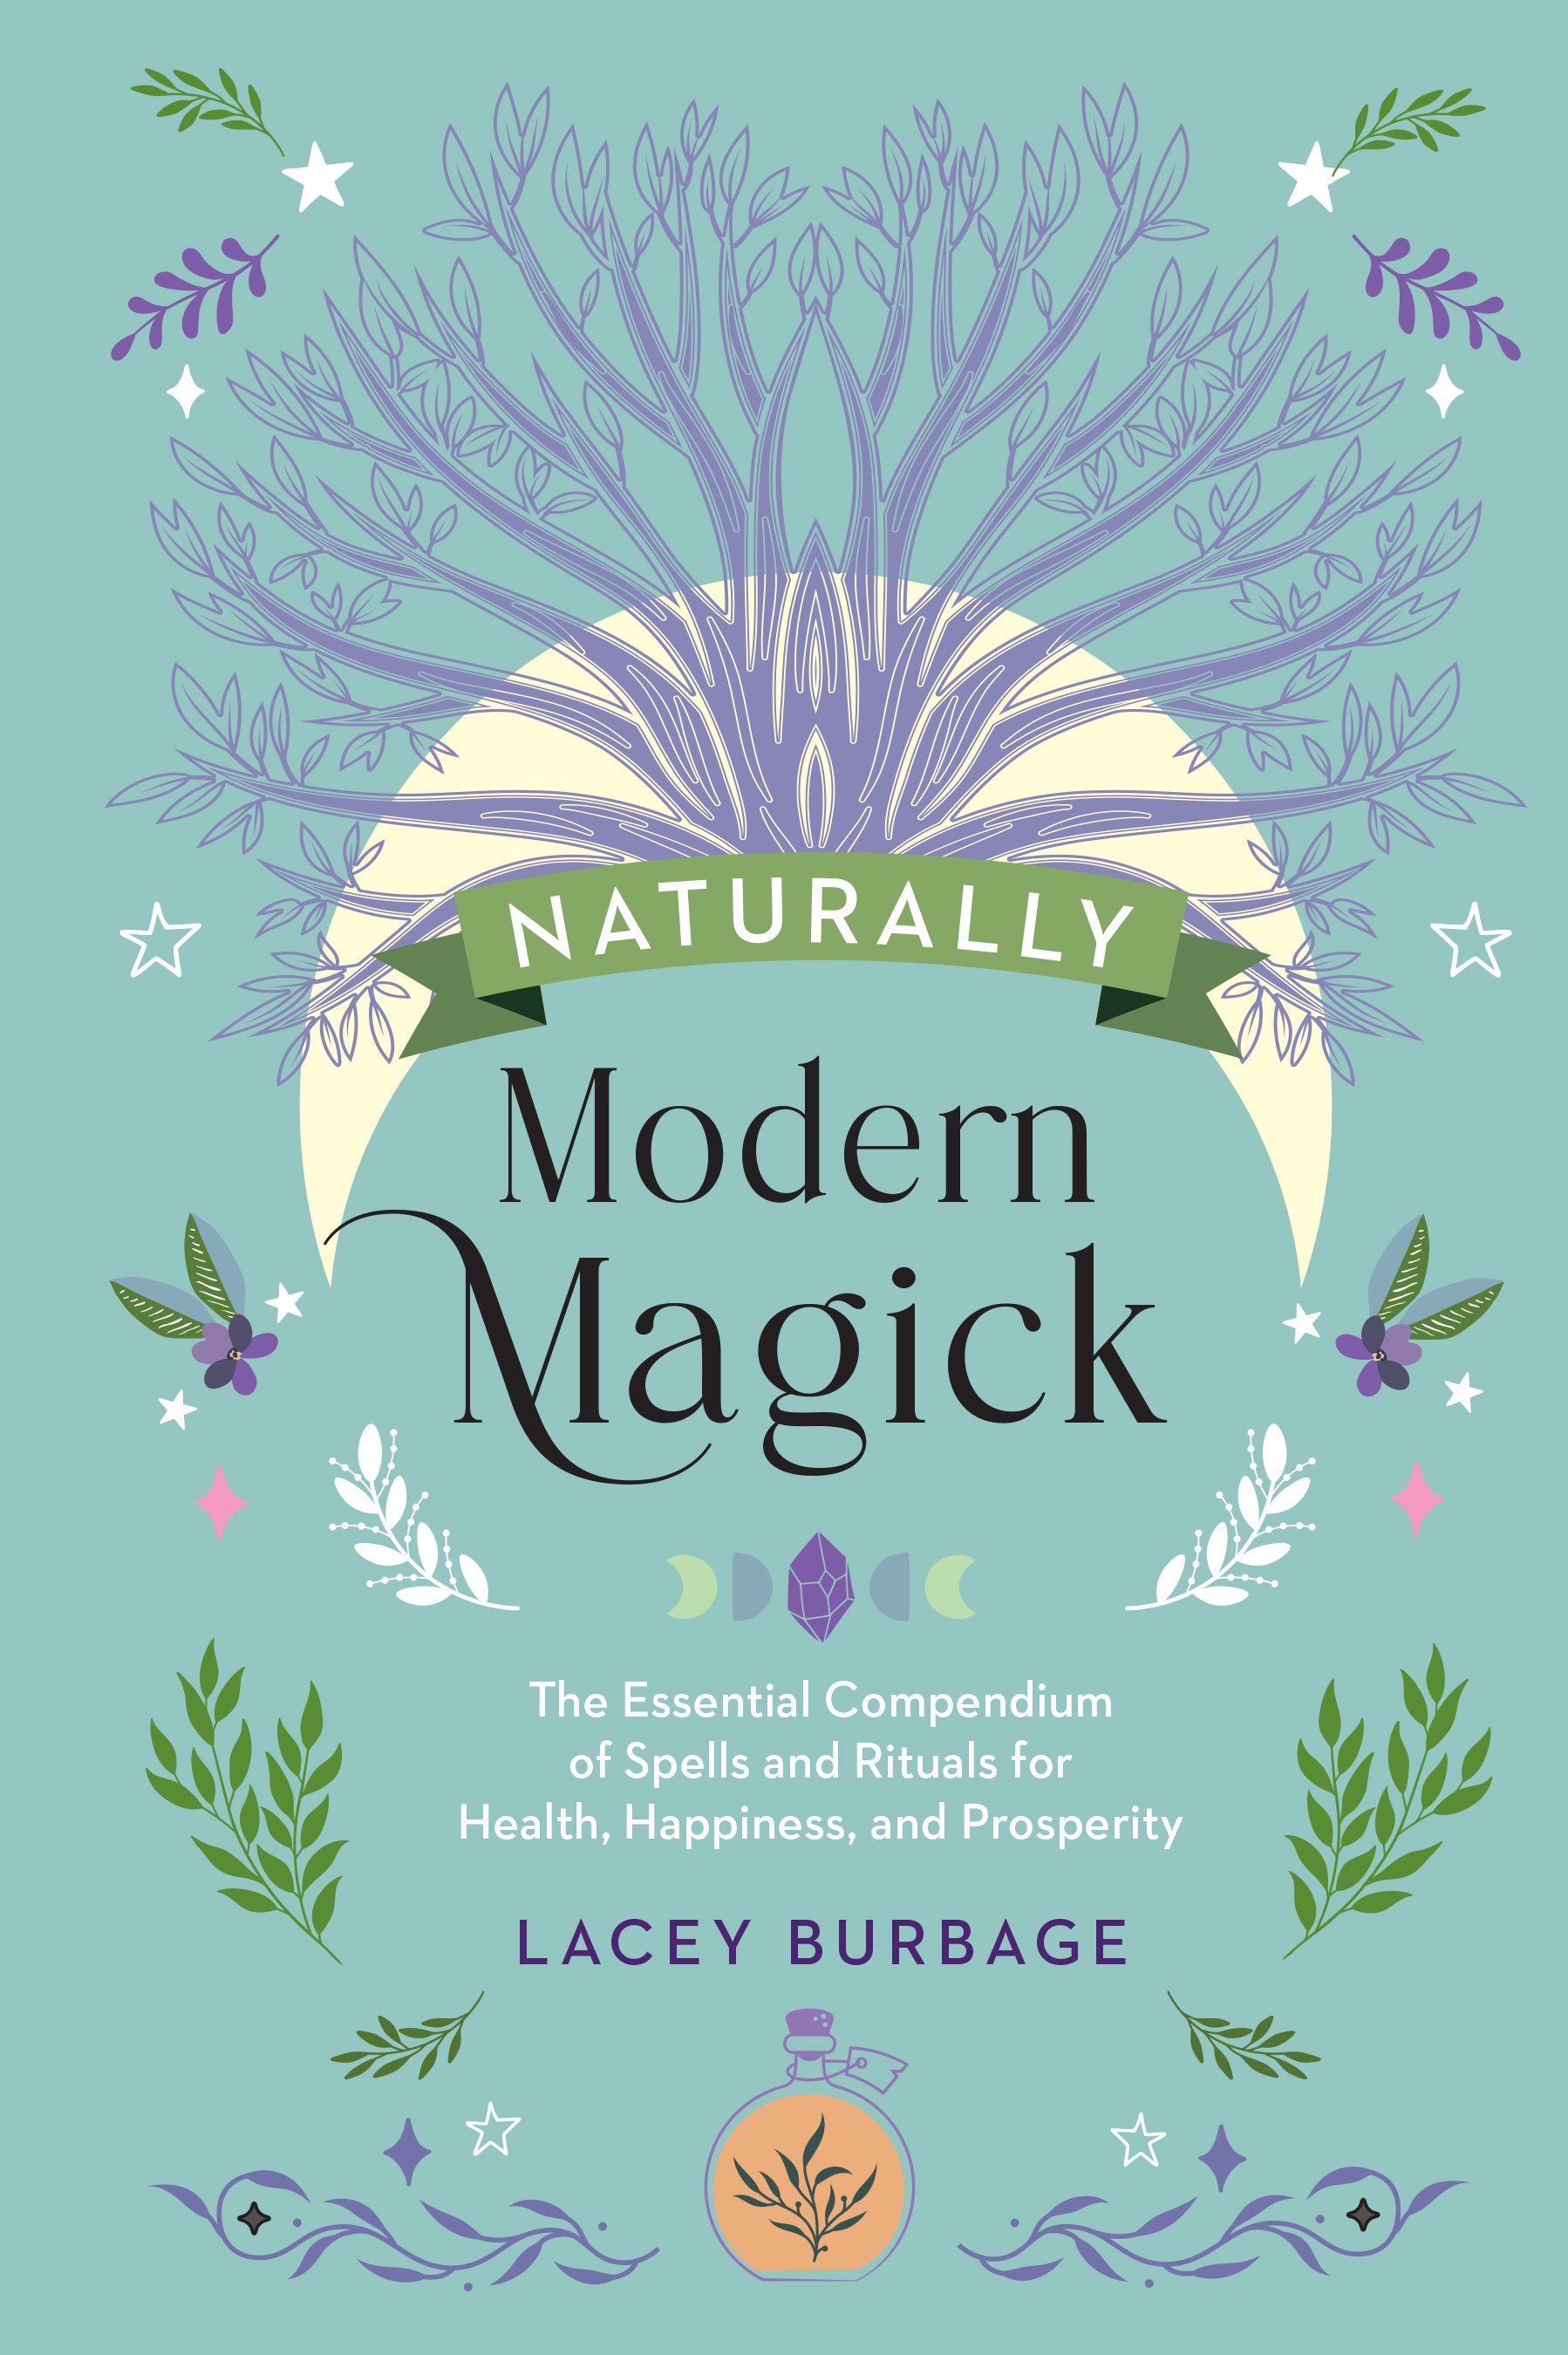 NATURALLY
Modern
Magick
The Essential Compendium
of Spells and Rituals for
Health, Happiness, and Prosperity
LACEY BURBAGE